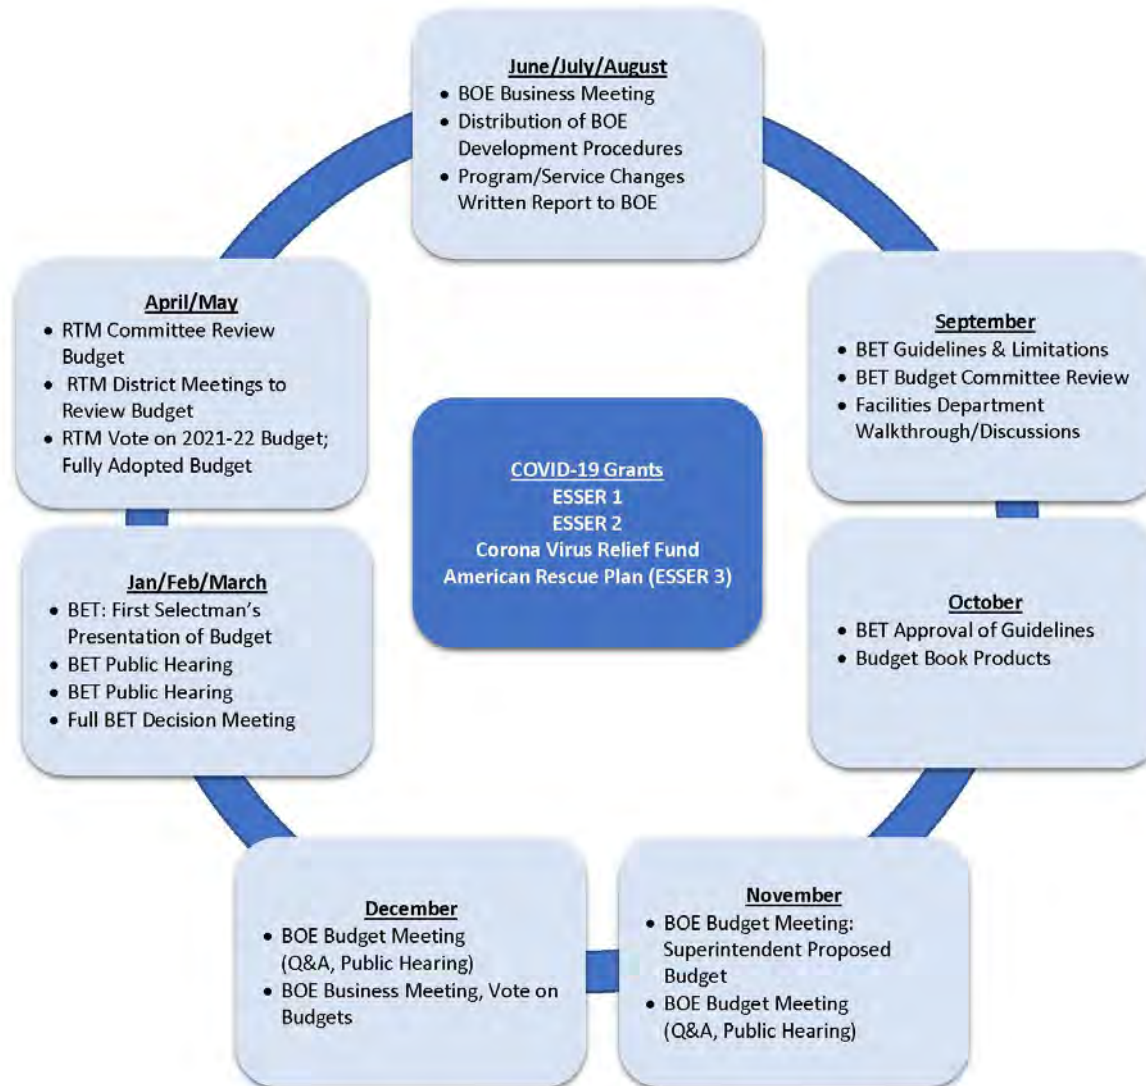 June/July/August
• BOE Business Meeting
• Distribution of BOE
Development Procedures
• Program/Service Changes
Written Report to BOE
September
• BET Guidelines & Limitations
• BET Budget Committee Review
• Facilities Department
Walkthrough/Discussions
October
• BET Approval of Guidelines
• Budget Book Products
November
• BOE Budget Meeting:
Superintendent Proposed
Budget
• BOE Budget Meeting
(Q&A, Public Hearing)
December
• BOE Budget Meeting
(Q&A, Public Hearing)
• BOE Business Meeting, Vote on
Budgets
Jan/Feb/March
• BET: First Selectman's
Presentation of Budget
• BET Public Hearing
• BET Public Hearing
• Full BET Decision Meeting
April/May
• RTM Committee Review
Budget
• RTM District Meetings to
Review Budget
• RTM Vote on 2021-22 Budget;
Fully Adopted Budget
COVID-19 Grants
ESSER 1
ESSER 2
Corona Virus Relief Fund
American Rescue Plan (ESSER 3)